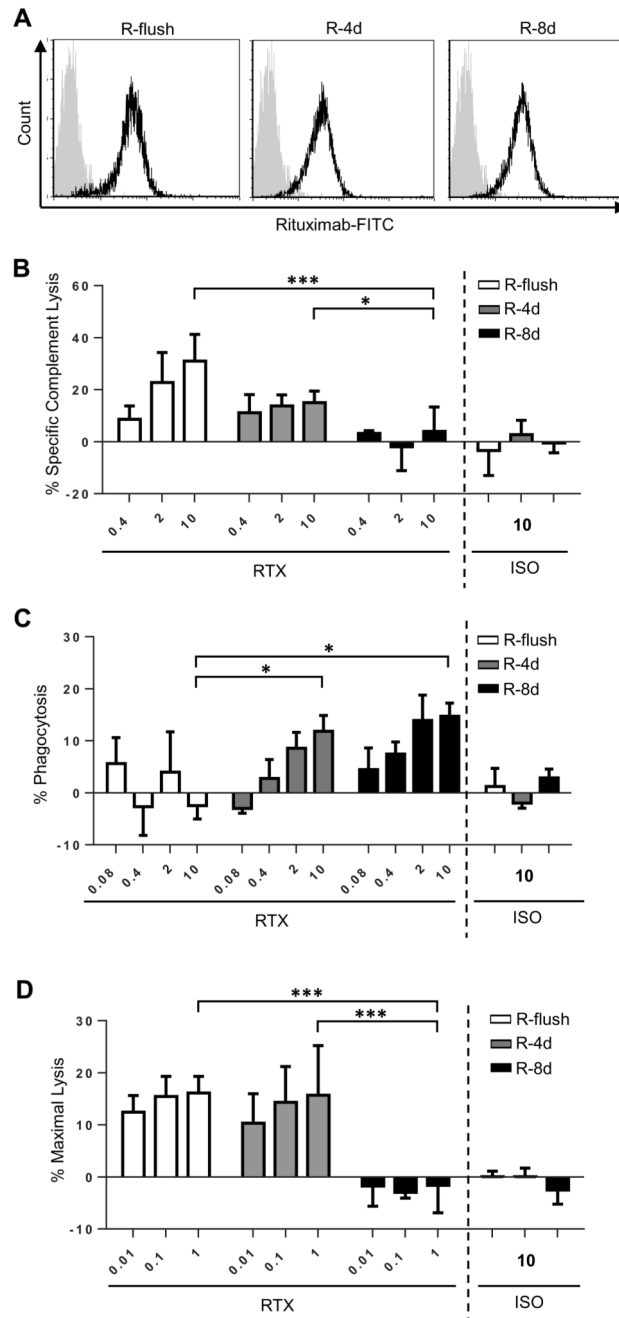 A
R-flush R-4d R-8d
Count
Rituximab-FITC
B
% Specific Complement Lysis
60
40
20
0
-20
*** 
*
R-flush
R-4d
R-8d
0.4 2 10 0.4 2 10 0.4 2 10 10
RTX ISO
C
% Phagocytosis
30
20
10
0
-10
*
*
R-flush
R-4d
R-8d
0.08 0.4 2 10 0.08 0.4 2 10 0.08 0.4 2 10 10
RTX ISO
D
% Maximal Lysis
30
20
10
0
-10
***
***
R-flush
R-4d
R-8d
0.01 0.1 1 0.01 0.1 1 0.01 0.1 1 10
RTX ISO